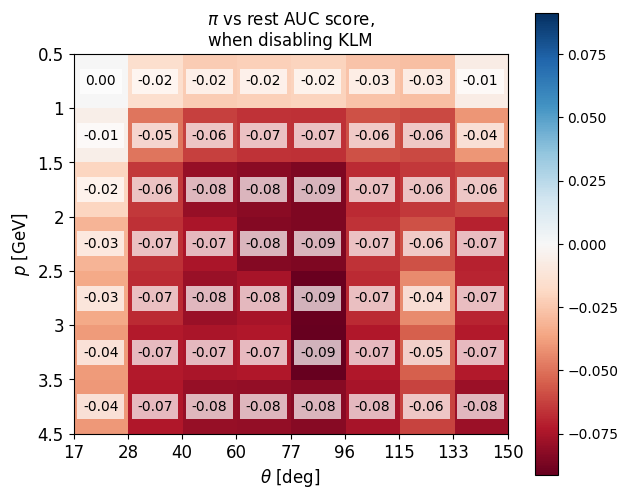 π vs rest AUC score,
when disabling KLM
0.5
0.00 -0.02 -0.02 -0.02 -0.02 -0.03 -0.03 -0.01
1
-0.01 -0.05 -0.06 -0.07 -0.07 -0.06 -0.06 -0.04
1.5
-0.02 -0.06 -0.08 -0.08 -0.09 -0.07 -0.06 -0.06
2
-0.03 -0.07 -0.07 -0.08 -0.09 -0.07 -0.06 -0.07
2.5
-0.03 -0.07 -0.08 -0.08 -0.09 -0.07 -0.04 -0.07
3
-0.04 -0.07 -0.07 -0.07 -0.09 -0.07 -0.05 -0.07
3.5
-0.04 -0.07 -0.08 -0.08 -0.08 -0.08 -0.06 -0.08
4.5
p [GeV]
17 28 40 60 77 96 115 133 150
θ [deg]
0.075
0.050
0.025
0.000
−0.025
−0.050
−0.075